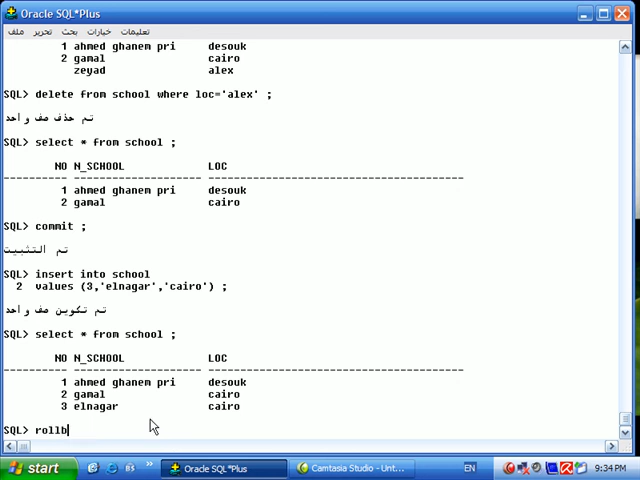 Oracle SQL*Plus
ملف تحرير بحث خيارات تعليمات
1 ahmed ghanem pri desouk
2 gamal cairo
zeyad alex
SQL> delete from school where loc='alex' ;
تم حذف صف واحد
SQL> select * from school ;
NO N_SCHOOL LOC
---------- -------------------- ----------------------------------------
1 ahmed ghanem pri desouk
2 gamal cairo
SQL> commit ;
تم التثبيت
SQL> insert into school
2 values (3,'elnagar','cairo') ;
تم تكوين صف واحد
SQL> select * from school ;
NO N_SCHOOL LOC
---------- -------------------- ----------------------------------------
1 ahmed ghanem pri desouk
2 gamal cairo
3 elnagar cairo
SQL> rollb
start
»
Oracle SQL*Plus
Camtasia Studio - Unt...
EN
9:34 PM